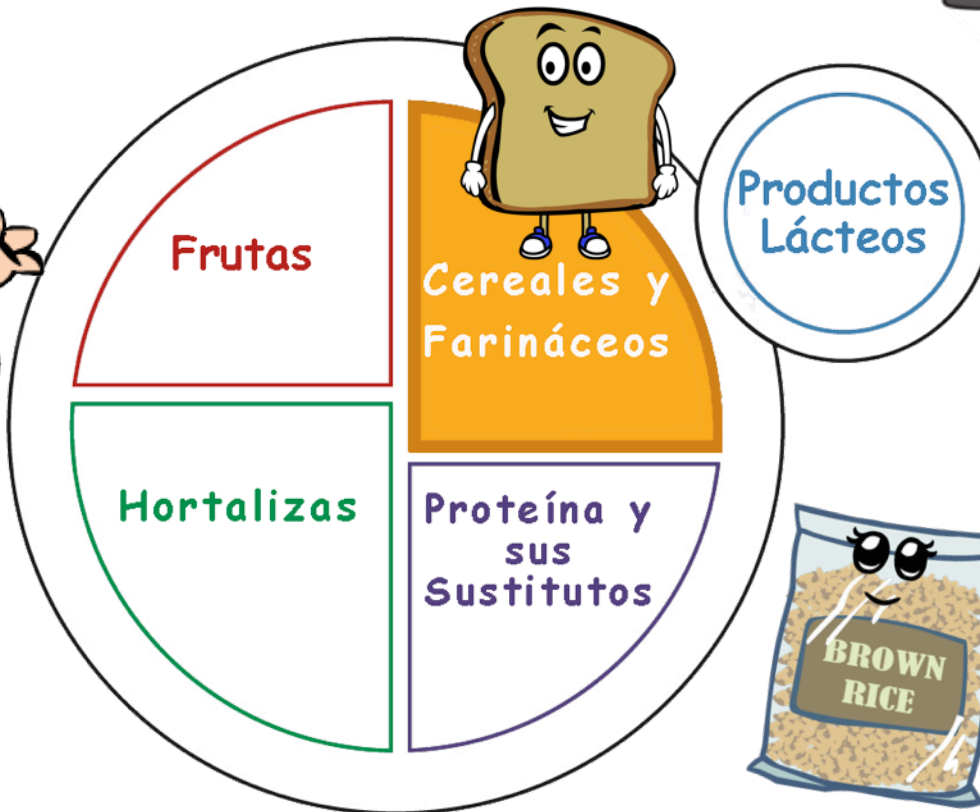 Frutas
Cereales y
Farináceos
Productos
Lácteos
Hortalizas
Proteína y
sus
Sustitutos
BROWN
RICE